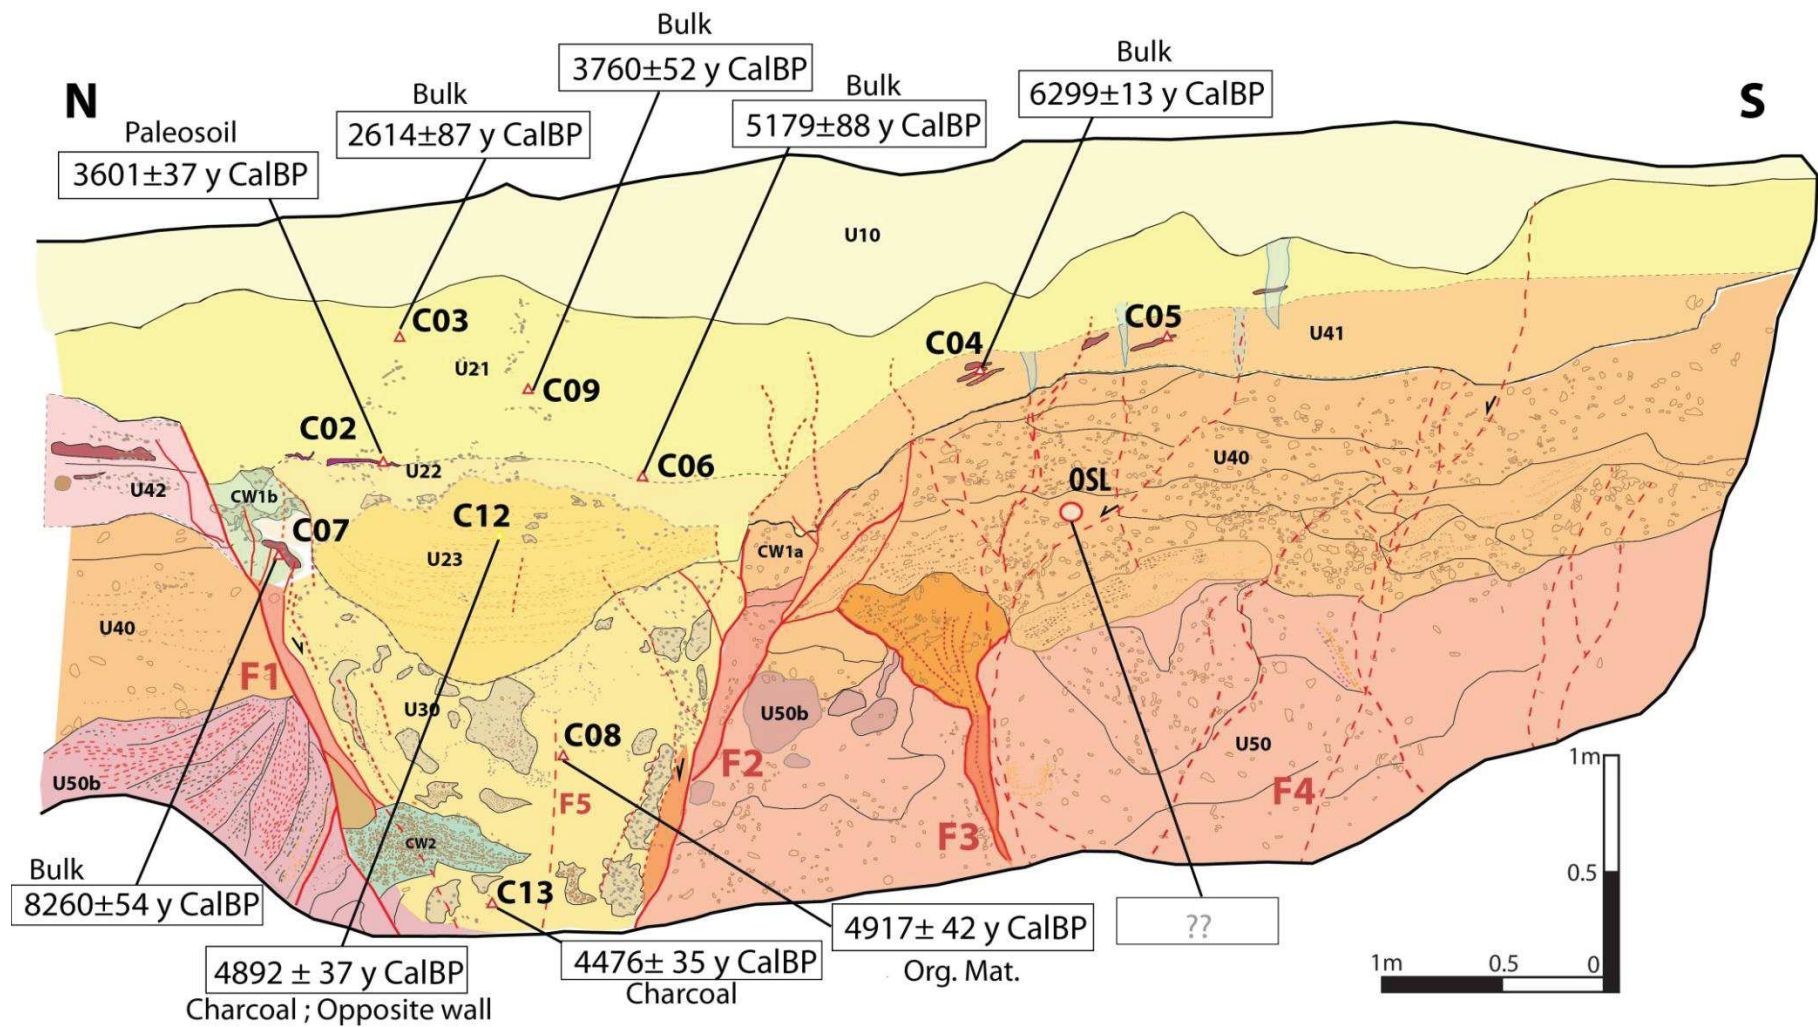 Bulk
3760±52 y CalBP
Bulk
6299±13 y CalBP
N
S
Bulk
2614±87 y CalBP
Bulk
5179±88 y CalBP
Paleosoil
3601±37 y CalBP
U10
C03
C05
U41
C04
U21
C09
C02
U22
C06
U40
OSL
U42
CW1b
C12
C07
U23
CW1a
U40
F1
U30
U50b
C08
U50
U50b
F2
F5
F4
1m
F3
CW2
0.5
Bulk
8260±54 y CalBP
C13
4917± 42 y CalBP
??
4892 ± 37 y CalBP
4476± 35 y CalBP
Org. Mat.
1m 0.5 0
Charcoal
Charcoal ; Opposite wall